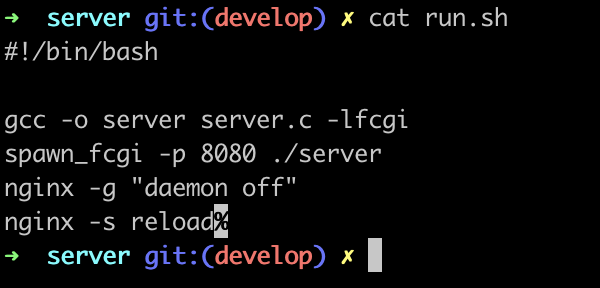 ➜ server git:(develop) ✗ cat run.sh
#!/bin/bash

gcc -o server server.c -lfcgi
spawn_fcgi -p 8080 ./server
nginx -g "daemon off"
nginx -s reload%
➜ server git:(develop) ✗